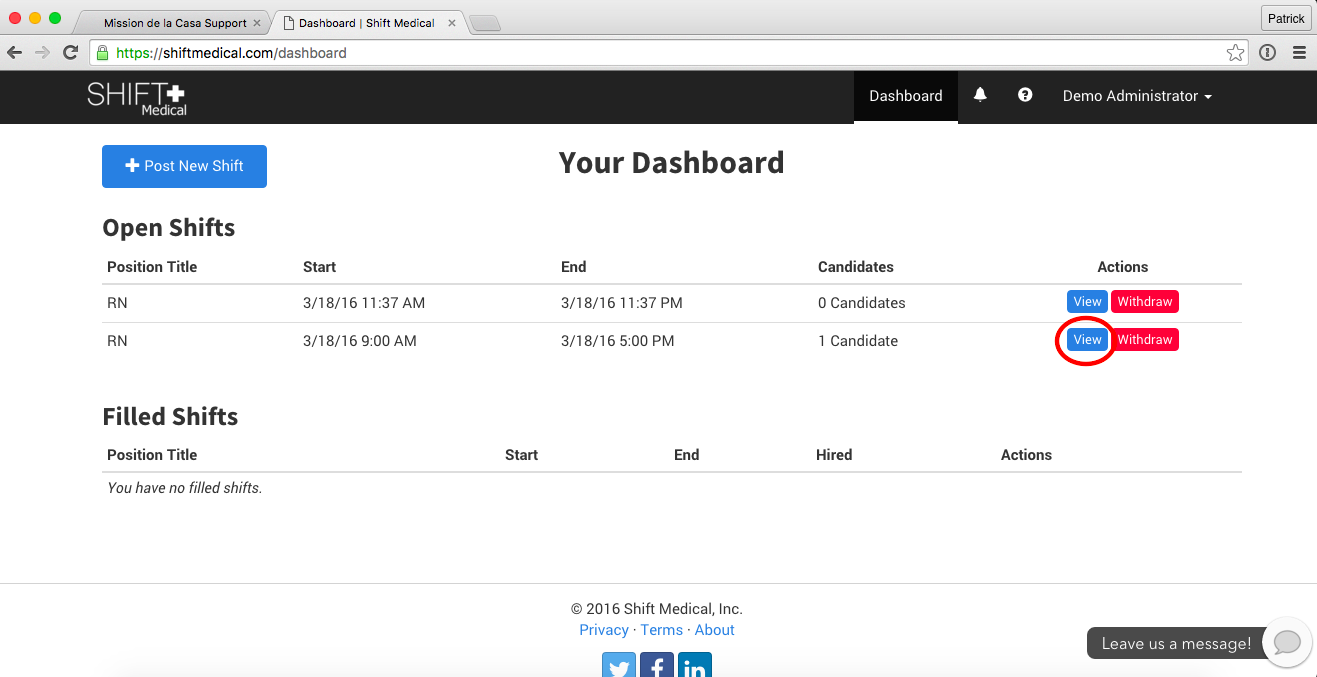 Mission de la Casa Support
Dashboard | Shift Medical
Patrick
https://shiftmedical.com/dashboard
SHIFT
Medical
Dashboard
Demo Administrator
Post New Shift
Your Dashboard
Open Shifts
Position Title Start End Candidates Actions
RN 3/18/16 11:37 AM 3/18/16 11:37 PM 0 Candidates View Withdraw
RN 3/18/16 9:00 AM 3/18/16 5:00 PM 1 Candidate View Withdraw
Filled Shifts
Position Title Start End Hired Actions
You have no filled shifts.
© 2016 Shift Medical, Inc.
Privacy · Terms · About
Leave us a message!